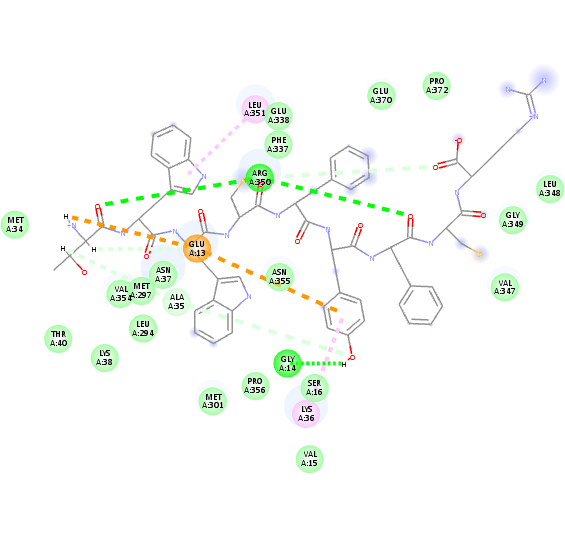 PRO
A:372
GLU
A:370
LEU
A:351
GLU
A:338
PHE
A:337
ARG
A:350
LEU
A:348
GLY
A:349
MET
A:34
GLU
A:13
ASN
A:37
ASN
A:355
VAL
A:354
MET
A:297
ALA
A:35
VAL
A:347
LEU
A:294
THR
A:40
LYS
A:38
GLY
A:14
PRO
A:356
SER
A:16
MET
A:301
LYS
A:36
VAL
A:15